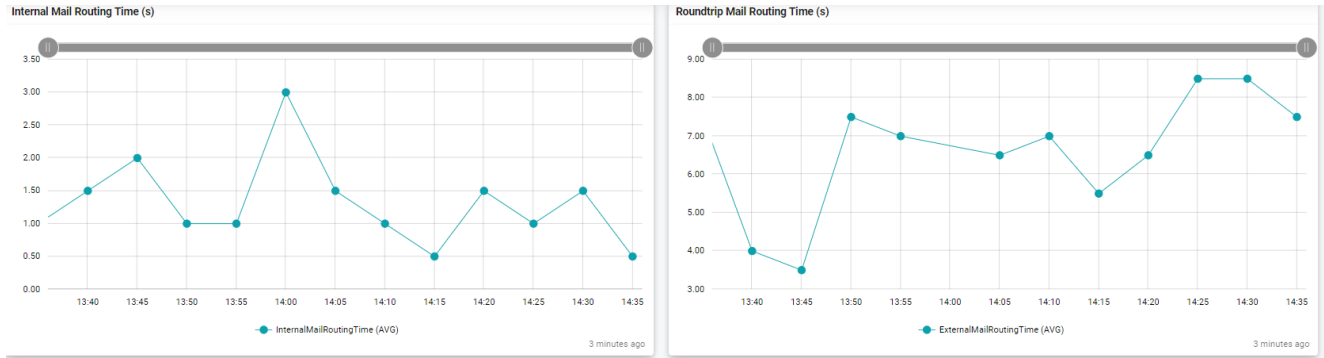 Internal Mail Routing Time (s)
3.50
3.00
2.50
2.00
1.50
1.00
0.50
0.00
13:40 13:45 13:50 13:55 14:00 14:05 14:10 14:15 14:20 14:25 14:30 14:35
InternalMailRoutingTime (AVG)
3 minutes ago
Roundtrip Mail Routing Time (s)
9.00
8.00
7.00
6.00
5.00
4.00
3.00
13:40 13:45 13:50 13:55 14:00 14:05 14:10 14:15 14:20 14:25 14:30 14:35
ExternalMailRoutingTime (AVG)
3 minutes ago